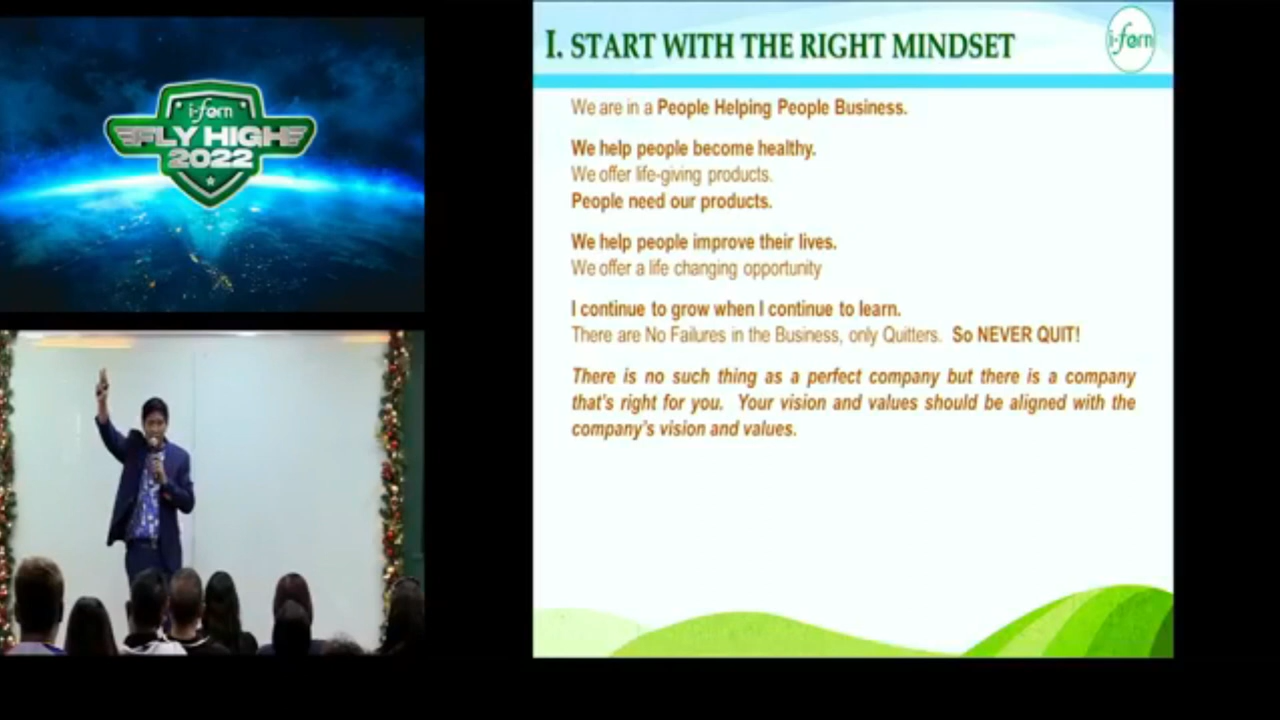 i-fern
FLY HIGH
2022
I. START WITH THE RIGHT MINDSET
i-fern
We are in a People Helping People Business.
We help people become healthy.
We offer life-giving products.
People need our products.
We help people improve their lives.
We offer a life changing opportunity
I continue to grow when I continue to learn.
There are No Failures in the Business, only Quitters. So NEVER QUIT!
There is no such thing as a perfect company but there is a company
that's right for you. Your vision and values should be aligned with the
company's vision and values.